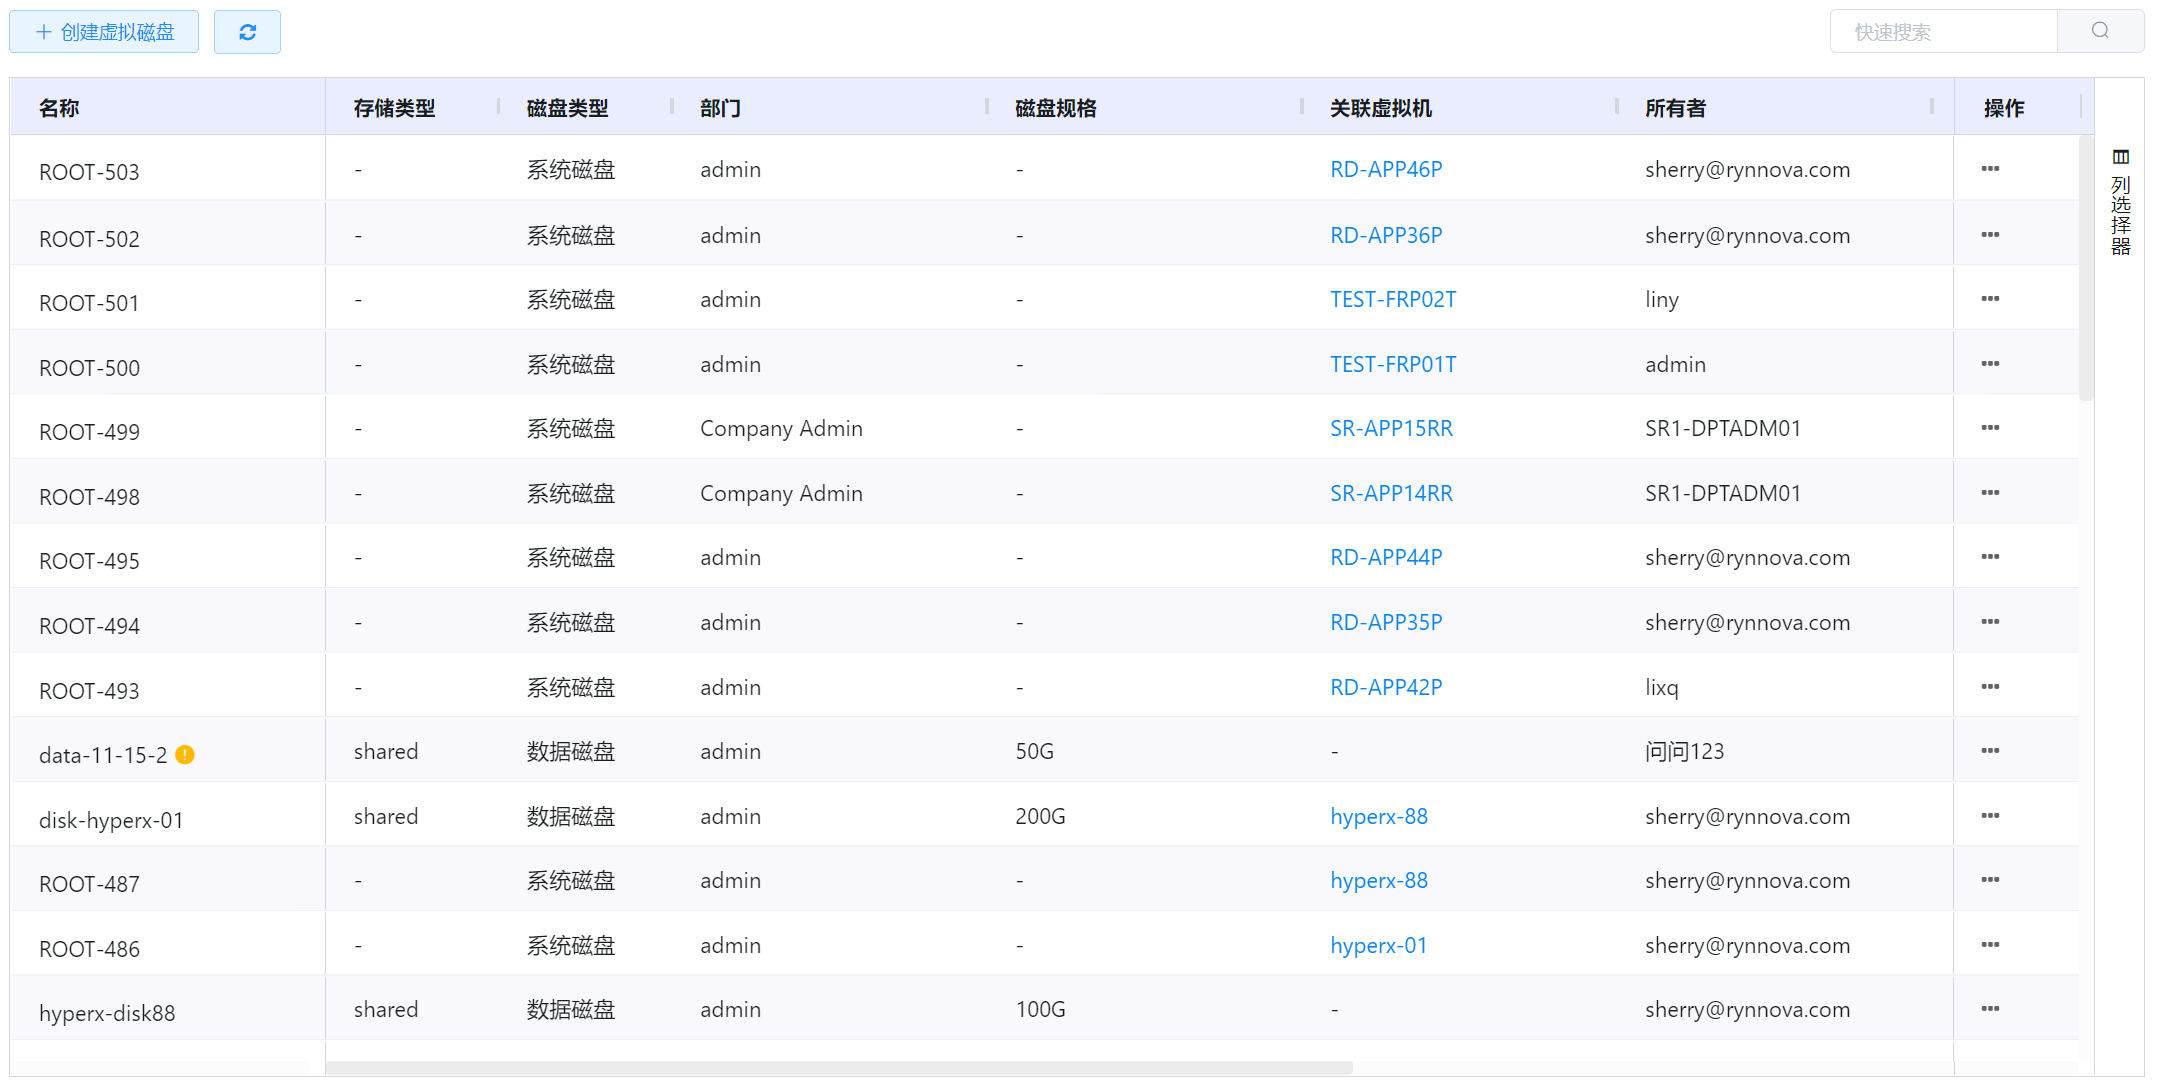 + 创建虚拟磁盘
快速搜索
名称 存储类型 磁盘类型 部门 磁盘规格 关联虚拟机 所有者 操作
ROOT-503 - 系统磁盘 admin - RD-APP46P sherry@rynnova.com ···
ROOT-502 - 系统磁盘 admin - RD-APP36P sherry@rynnova.com ···
ROOT-501 - 系统磁盘 admin - TEST-FRP02T liny ···
ROOT-500 - 系统磁盘 admin - TEST-FRP01T admin ···
ROOT-499 - 系统磁盘 Company Admin - SR-APP15RR SR1-DPTADM01 ···
ROOT-498 - 系统磁盘 Company Admin - SR-APP14RR SR1-DPTADM01 ···
ROOT-495 - 系统磁盘 admin - RD-APP44P sherry@rynnova.com ···
ROOT-494 - 系统磁盘 admin - RD-APP35P sherry@rynnova.com ···
ROOT-493 - 系统磁盘 admin - RD-APP42P lixq ···
data-11-15-2 ! shared 数据磁盘 admin 50G - 问问123 ···
disk-hyperx-01 shared 数据磁盘 admin 200G hyperx-88 sherry@rynnova.com ···
ROOT-487 - 系统磁盘 admin - hyperx-88 sherry@rynnova.com ···
ROOT-486 - 系统磁盘 admin - hyperx-01 sherry@rynnova.com ···
hyperx-disk88 shared 数据磁盘 admin 100G - sherry@rynnova.com ···
列选择器